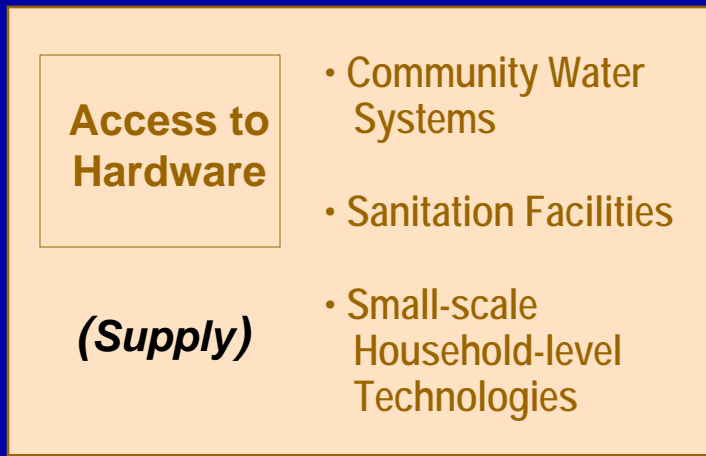 Access to
Hardware
(Supply)
• Community Water
Systems
• Sanitation Facilities
• Small-scale
Household-level
Technologies